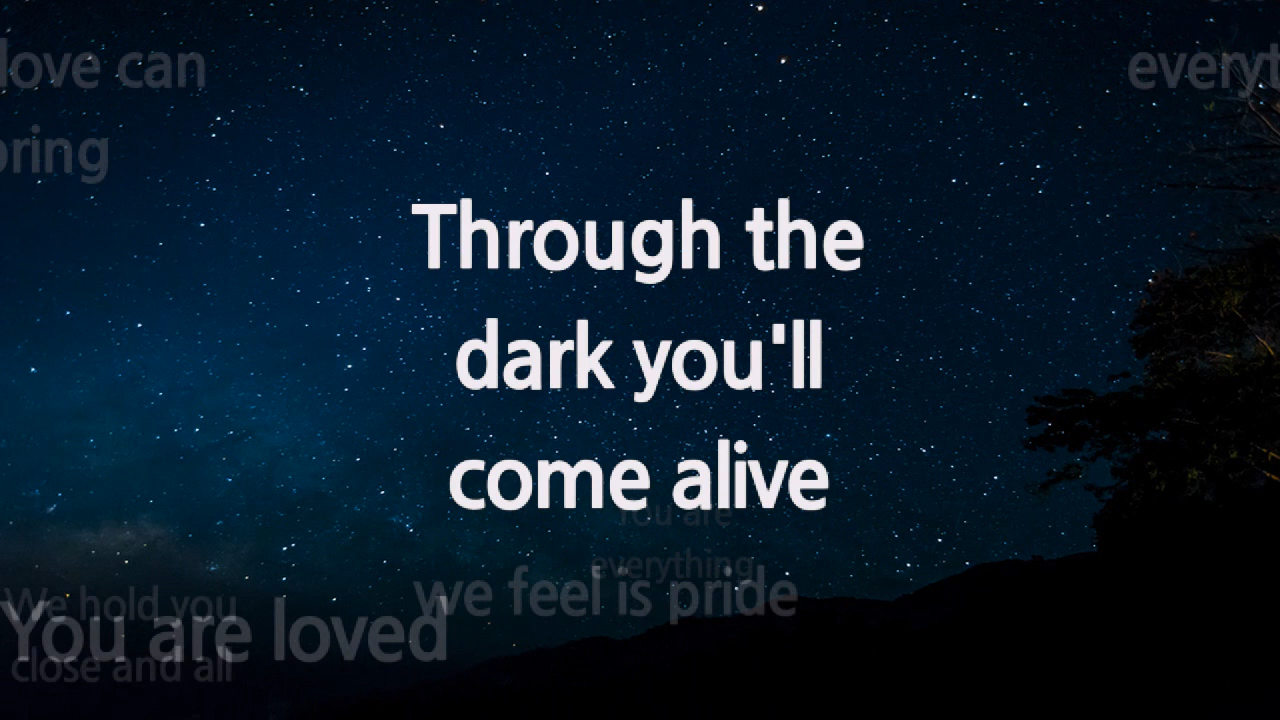 love can
everyt
bring
Through the
dark you'll
come alive
You are
everything
we feel is pride
We hold you
You are loved
close and all